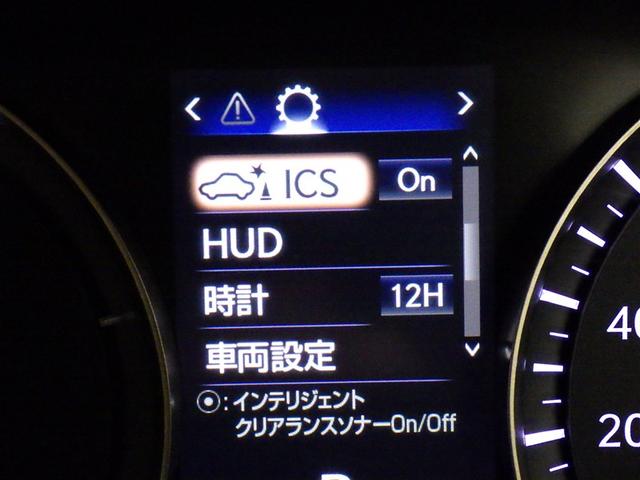 ICS On
HUD
時計 12H
車両設定
⦿:インテリジェント
クリアランスソナーOn/Off
20